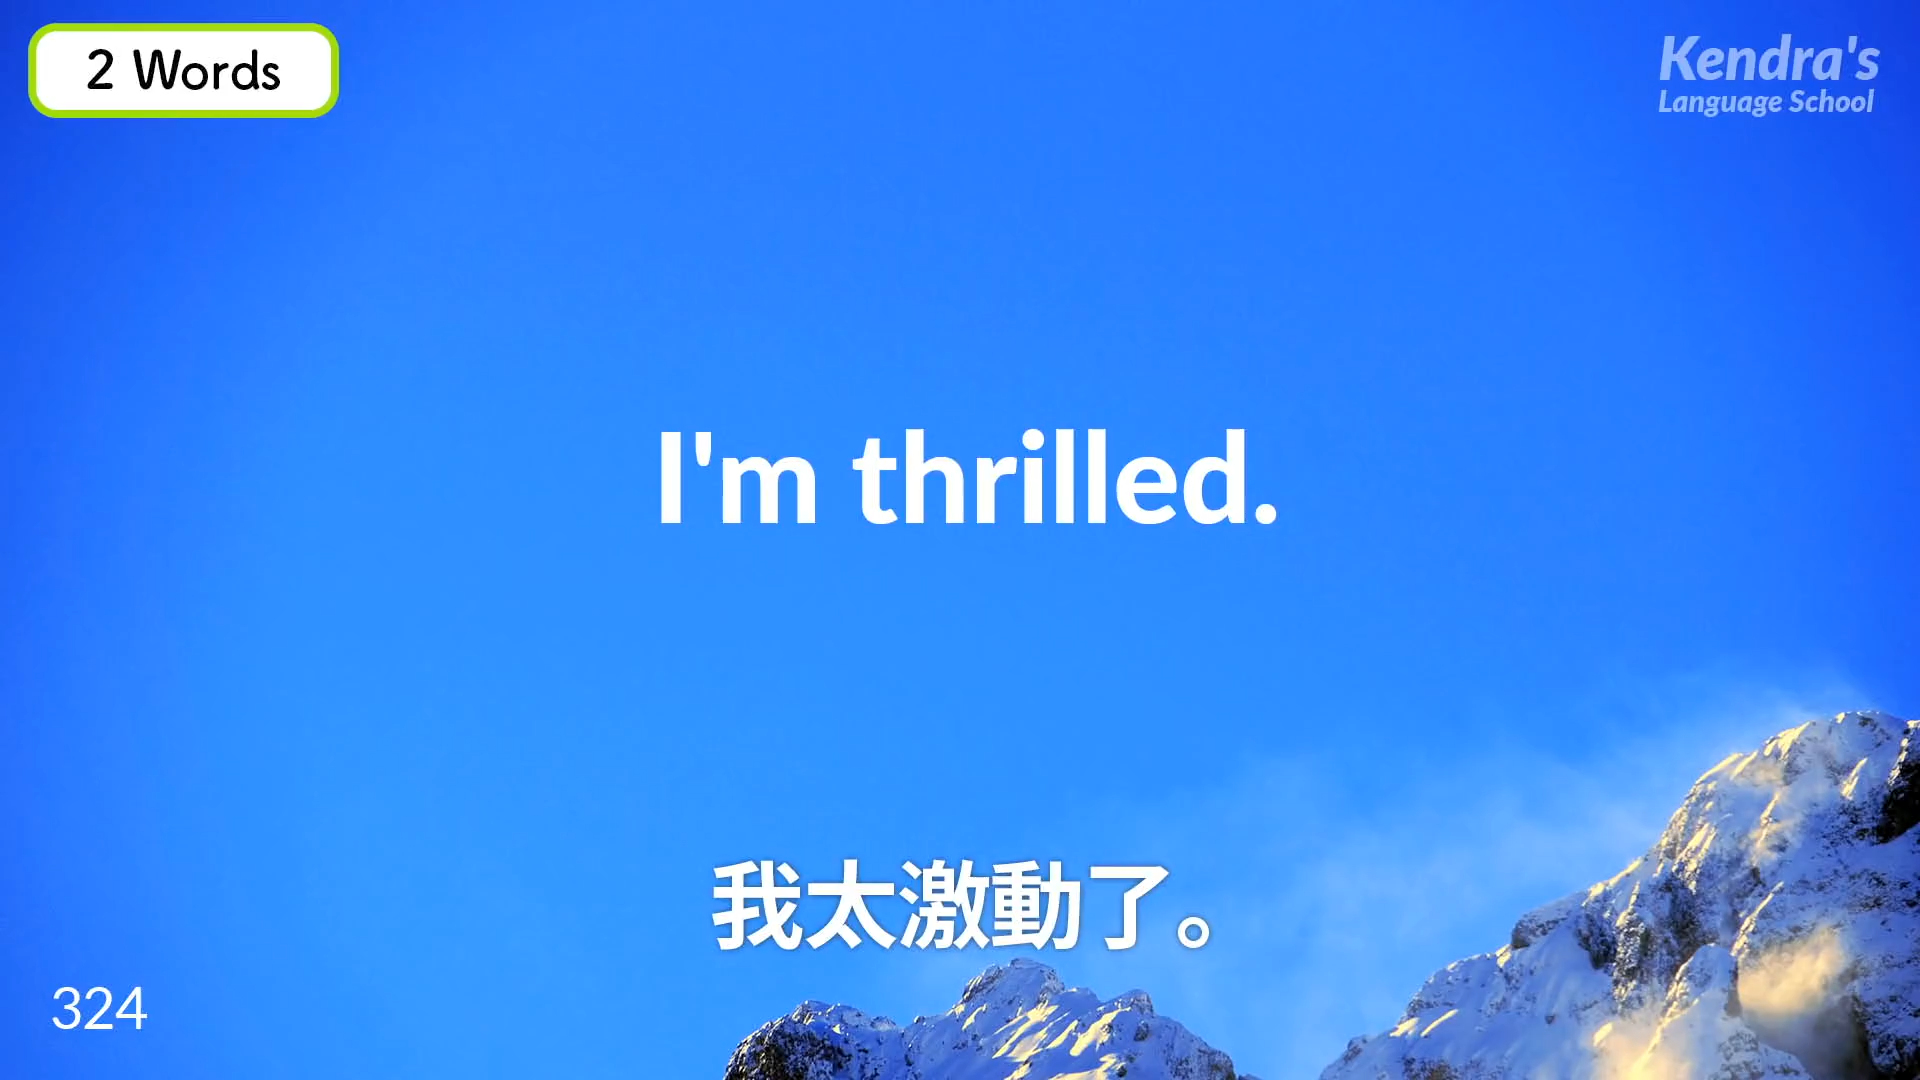 2 Words
Kendra's
Language School
I'm thrilled.
我太激動了。
324